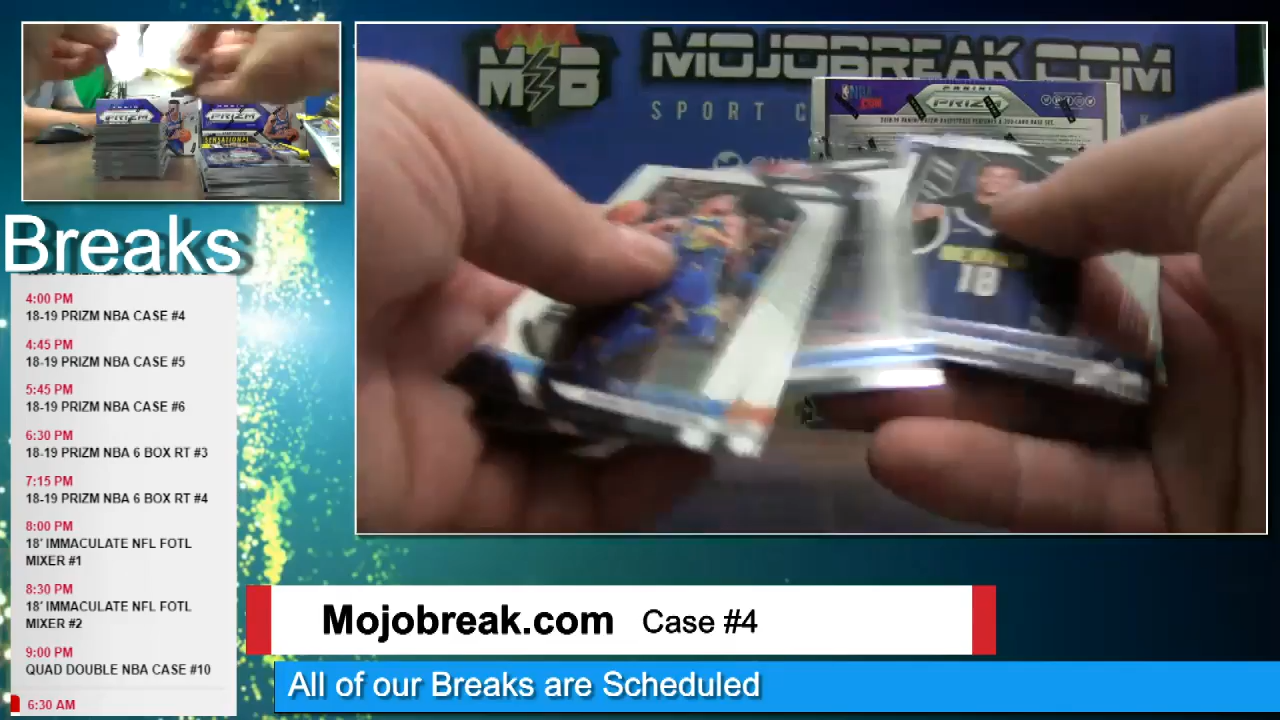 MOJOBREAK.COM
M B
SPORT C
PANINI
PRIZM
PRIZM
PRIZM
SENSATIONAL
18
Breaks
4:00 PM
18-19 PRIZM NBA CASE #4
4:45 PM
18-19 PRIZM NBA CASE #5
5:45 PM
18-19 PRIZM NBA CASE #6
6:30 PM
18-19 PRIZM NBA 6 BOX RT #3
7:15 PM
18-19 PRIZM NBA 6 BOX RT #4
8:00 PM
18' IMMACULATE NFL FOTL
MIXER #1
8:30 PM
18' IMMACULATE NFL FOTL
MIXER #2
9:00 PM
QUAD DOUBLE NBA CASE #10
6:30 AM
Mojobreak.com Case #4
All of our Breaks are Scheduled